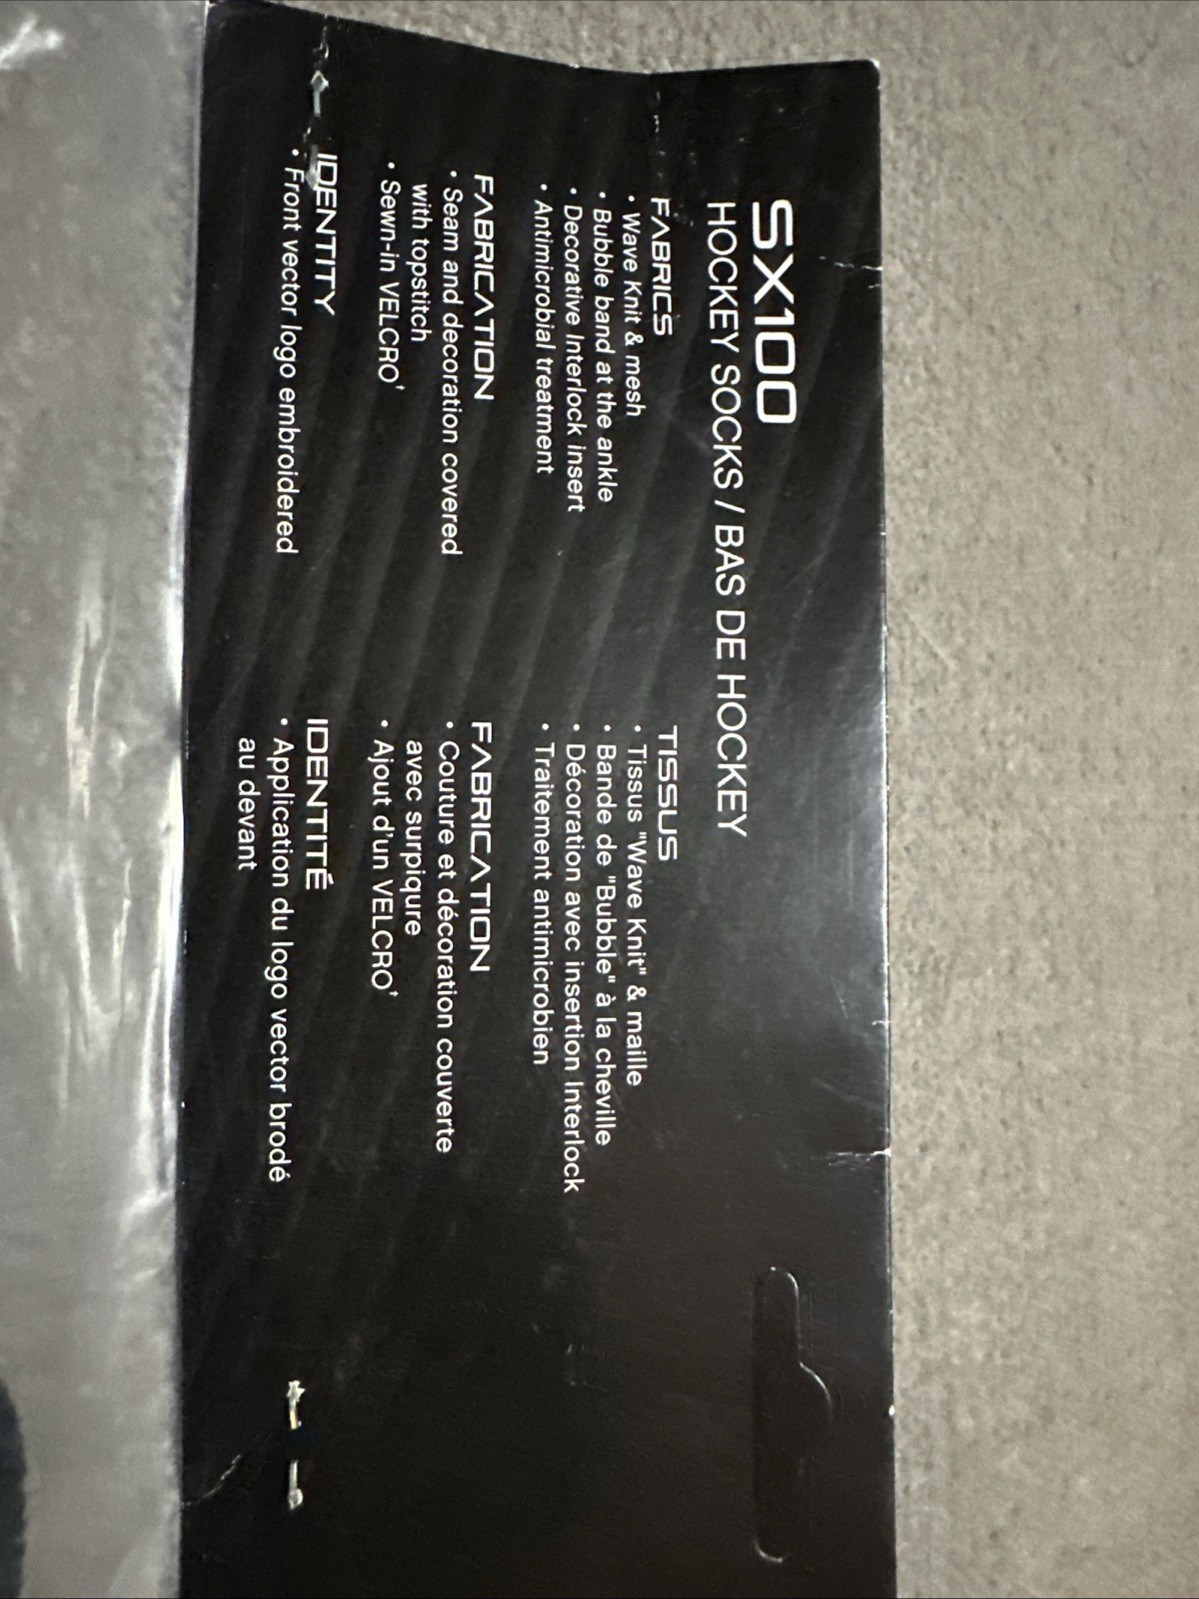 SX100
HOCKEY SOCKS / BAS DE HOCKEY
FABRICS
• Wave Knit & mesh
• Bubble band at the ankle
• Decorative Interlock insert
• Antimicrobial treatment
FABRICATION
• Seam and decoration covered
with topstitch
• Sewn-in VELCRO†
IDENTITY
• Front vector logo embroidered
TISSUS
• Tissus "Wave Knit" & maille
• Bande de "Bubble" à la cheville
• Décoration avec insertion Interlock
• Traitement antimicrobien
FABRICATION
• Couture et décoration couverte
avec surpiqure
• Ajout d'un VELCRO†
IDENTITÉ
• Application du logo vector brodé
au devant